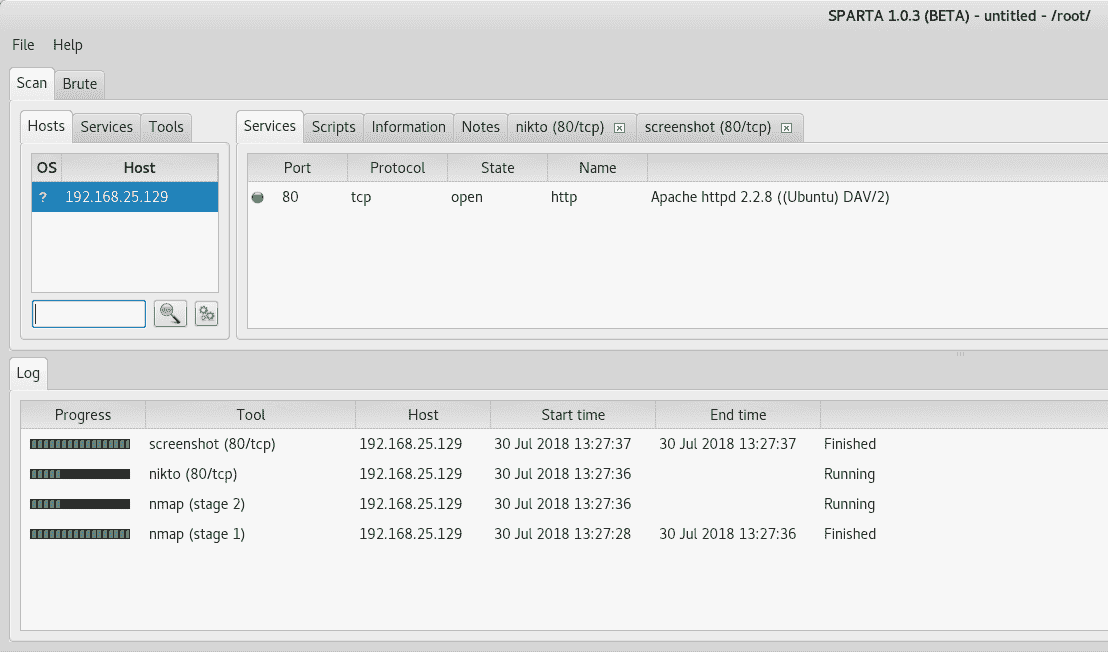 SPARTA 1.0.3 (BETA) - untitled - /root/
File Help
Scan Brute
Hosts Services Tools
OS Host
? 192.168.25.129
Services Scripts Information Notes nikto (80/tcp) screenshot (80/tcp)
Port Protocol State Name
80 tcp open http Apache httpd 2.2.8 ((Ubuntu) DAV/2)
Log
Progress Tool Host Start time End time
screenshot (80/tcp) 192.168.25.129 30 Jul 2018 13:27:37 30 Jul 2018 13:27:37 Finished
nikto (80/tcp) 192.168.25.129 30 Jul 2018 13:27:36 Running
nmap (stage 2) 192.168.25.129 30 Jul 2018 13:27:36 Running
nmap (stage 1) 192.168.25.129 30 Jul 2018 13:27:28 30 Jul 2018 13:27:36 Finished